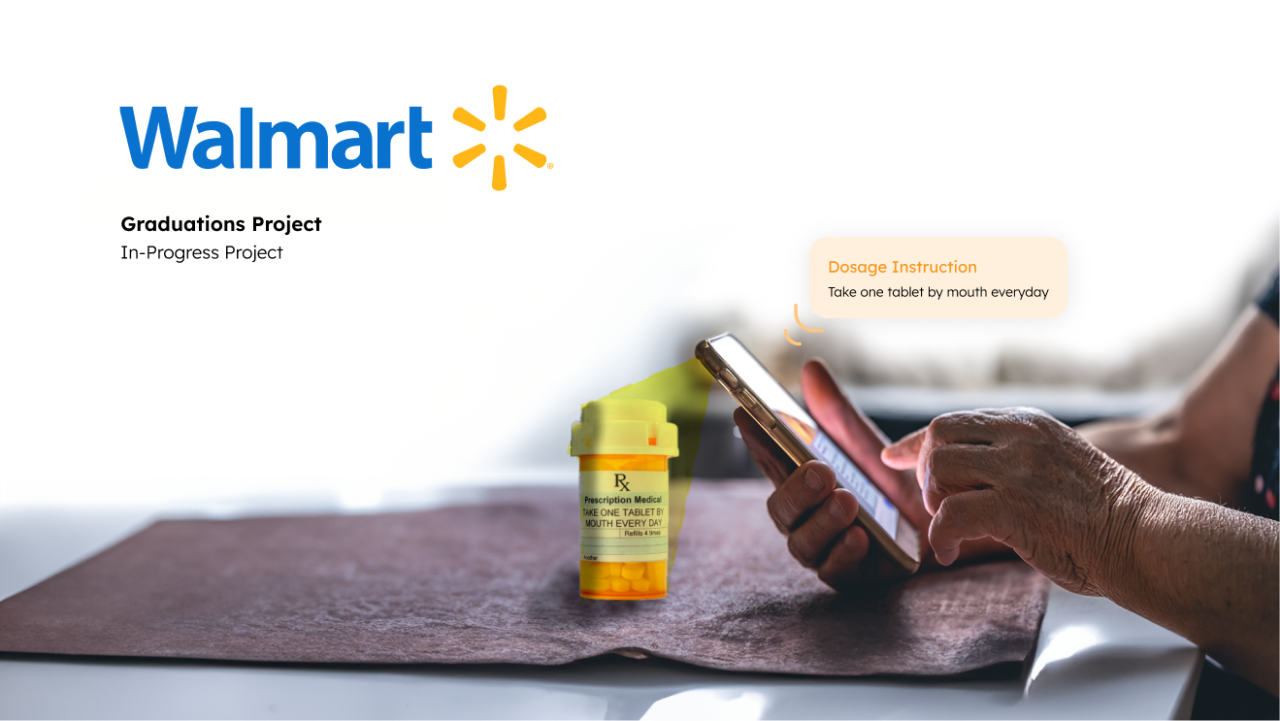 Walmart
Graduations Project
In-Progress Project
Dosage Instruction
Take one tablet by mouth everyday
Rx
Prescription Medical
TAKE ONE TABLET BY
MOUTH EVERY DAY
Refills 4 times